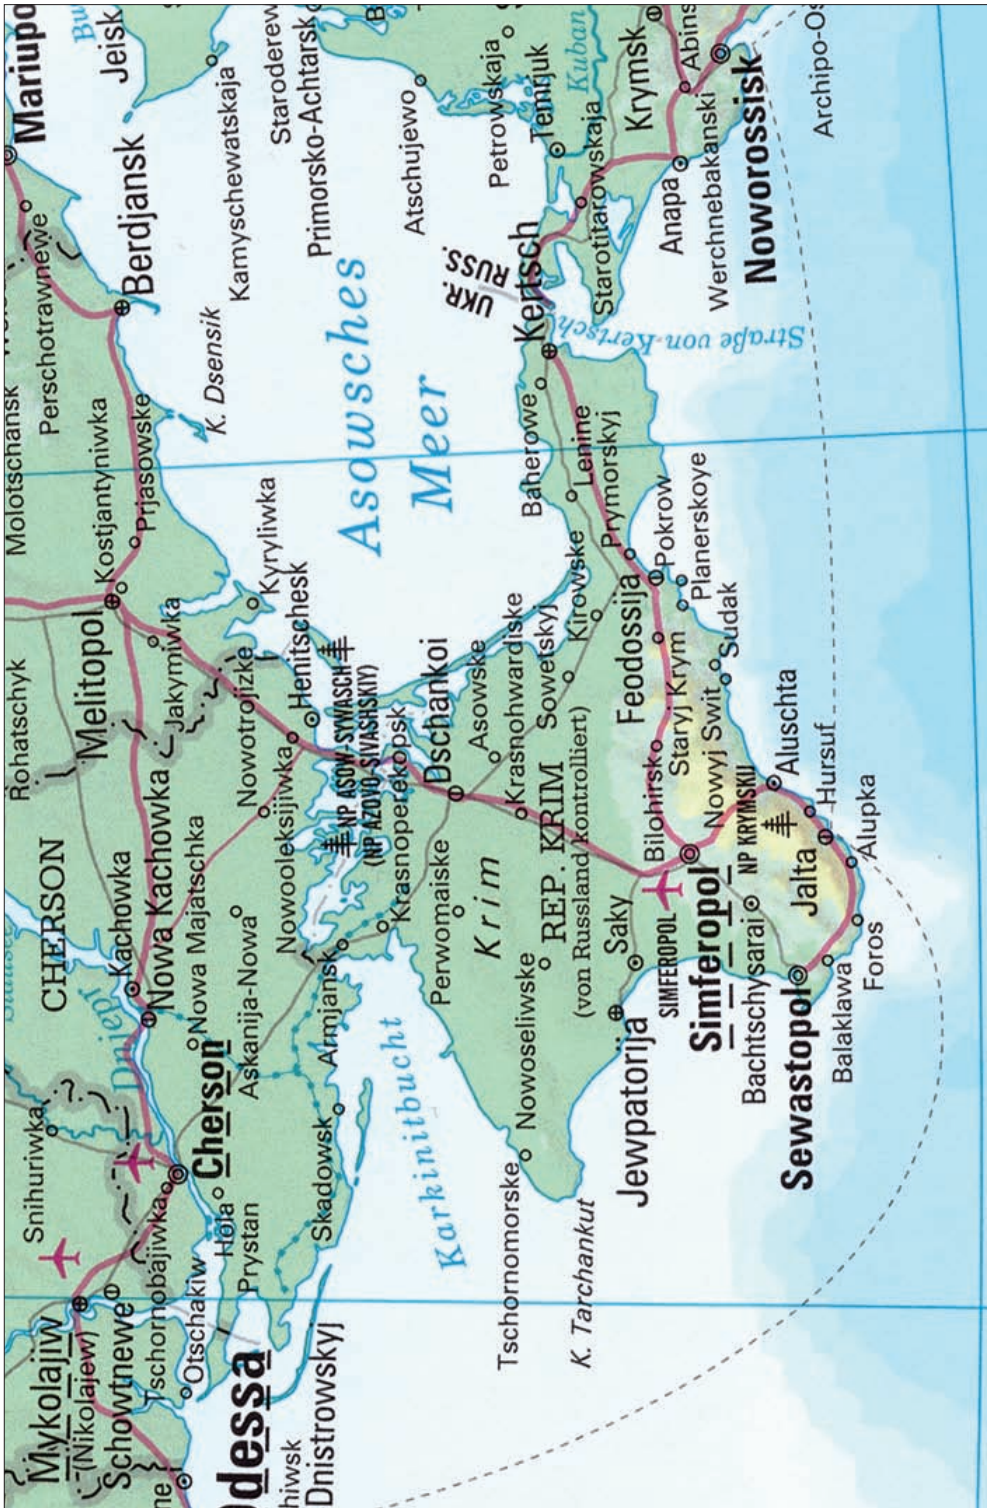 Mykolajiw
(Nikolajew)
Schowtnewe
Snihuriwka
Tschornobajiwka
Otschakiw
Cherson
Hola
Prystan
Odessa
Dnistrowskyj
Skadowsk
Dnjepr
CHERSON
Kachowka
Nowa Kachowka
Nowa Majatschka
Askanija-Nowa
Armjansk
Rohatschyk
Melitopol
Jakymiwka
Nowotrojizke
Nowooleksijiwka
Henitschesk
Kyryliwka
NP ASOW-SYWASCH
(NP AZOVO-SIVASHSKIY)
Krasnoperekopsk
Molotschansk
Kostjantyniwka
Prjasowske
Perschotrawnewe
Mariupo
Berdjansk
K. Dsensik
Jeisk
Kamyschewatskaja
Staroderew
Primorsko-Achtarsk
Atschujewo
Petrowskaja
Temrjuk
Kuban
Asowsches
Meer
UKR.
RUSS.
Kertsch
Straße von Kertsch
Starotitarowskaja
Krymsk
Abins
Anapa
Werchnebakanski
Noworossisk
Archipo-Os
Karkinitbucht
Tschornomorske
K. Tarchankut
Nowoseliwske
Perwomaiske
Krim
REP. KRIM
(von Russland kontrolliert)
Dschankoi
Asowske
Krasnohwardiske
Sowetskyj
Kirowske
Baherowe
Lenine
Prymorskyj
Feodossija
Pokrow
Planerskoye
Staryj Krym
Sudak
Nowyj Swit
Bilohirsk
Jewpatorija
Saky
SIMFEROPOL
Simferopol
Bachtschysarai
NP KRYMSKIJ
Aluschta
Hursuf
Jalta
Alupka
Sewastopol
Balaklawa
Foros